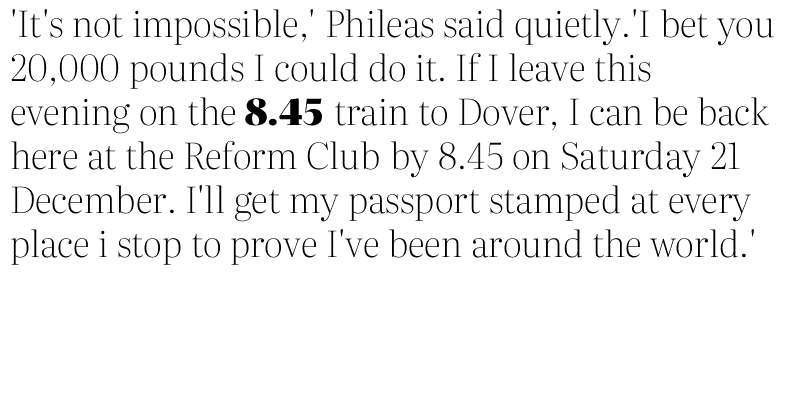 'It's not impossible,' Phileas said quietly.'I bet you
20,000 pounds I could do it. If I leave this
evening on the 8.45 train to Dover, I can be back
here at the Reform Club by 8.45 on Saturday 21
December. I'll get my passport stamped at every
place i stop to prove I've been around the world.'